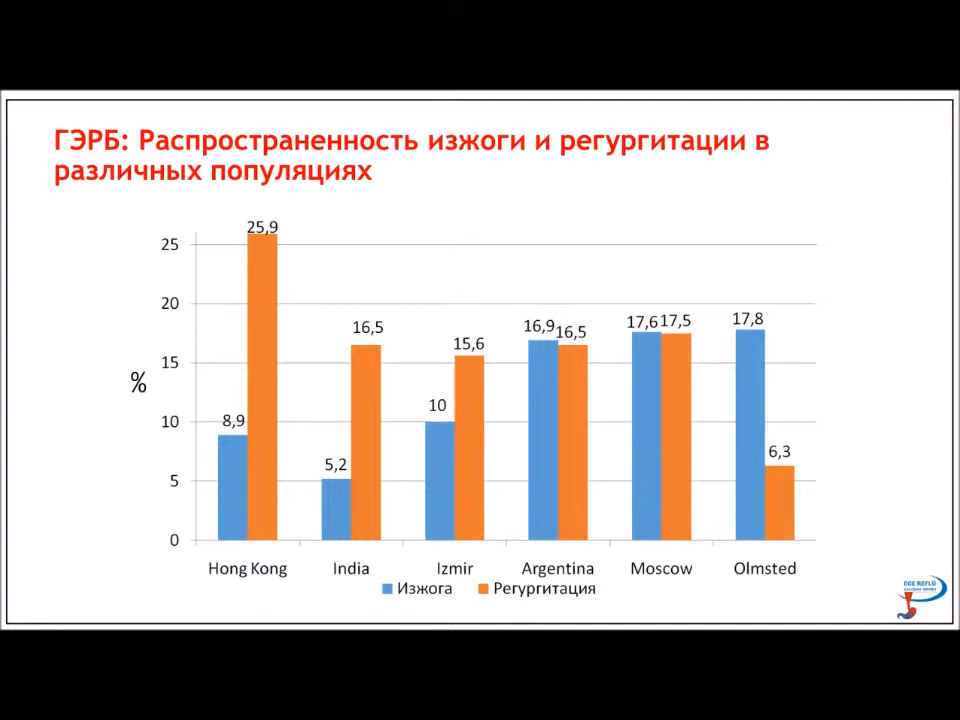 ГЭРБ: Распространенность изжоги и регургитации в
различных популяциях
%
25
20
15
10
5
0
8,9
25,9
5,2
16,5
10
15,6
16,9
16,5
17,6
17,5
17,8
6,3
Hong Kong
India
Izmir
Argentina
Moscow
Olmsted
Изжога
Регургитация
EGE REFLÜ